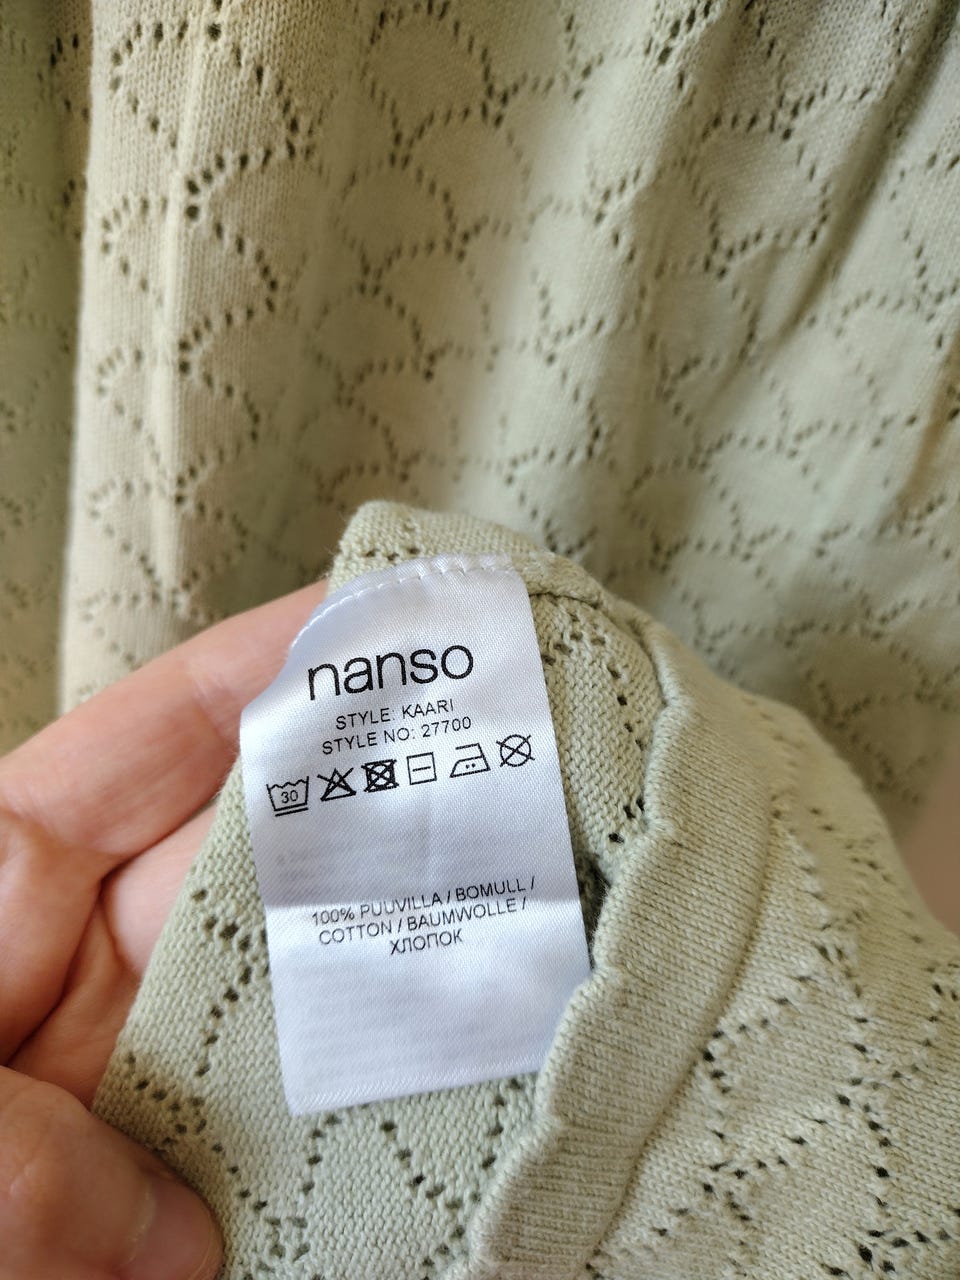 nanso
STYLE: KAARI
STYLE NO: 27700
30
100% PUUVILLA / BOMULL /
COTTON / BAUMWOLLE /
ХЛОПОК